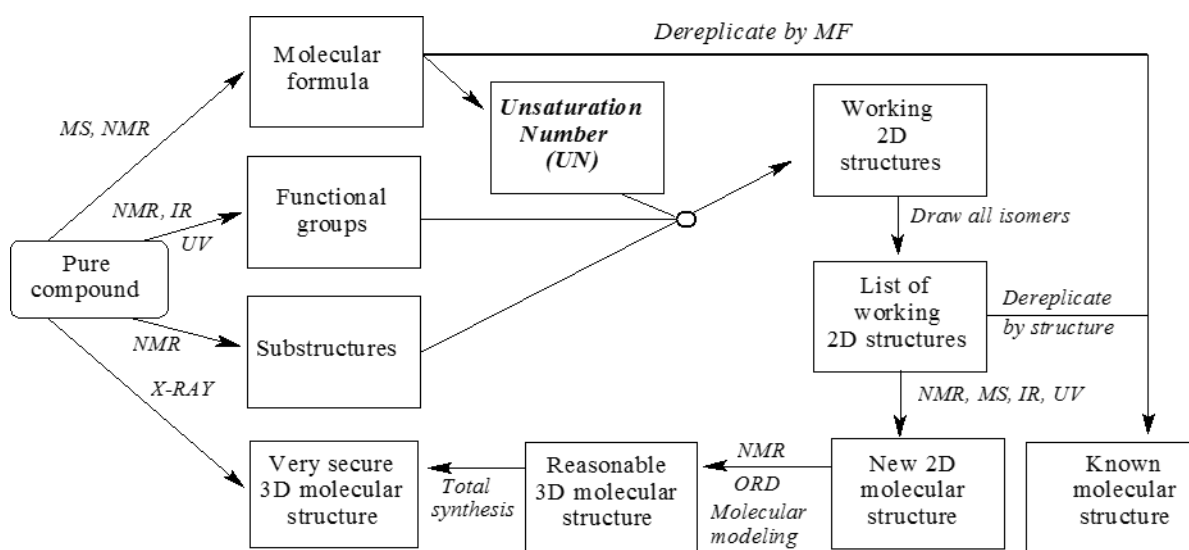 Dereplicate by MF
Molecular
formula
Unsaturation
Number
(UN)
Working
2D
structures
MS, NMR
NMR, IR
UV
Functional
groups
Draw all isomers
Pure
compound
List of
working
2D structures
Dereplicate
by structure
NMR
Substructures
X-RAY
NMR, MS, IR, UV
Very secure
3D molecular
structure
Total
synthesis
Reasonable
3D molecular
structure
NMR
ORD
Molecular
modeling
New 2D
molecular
structure
Known
molecular
structure